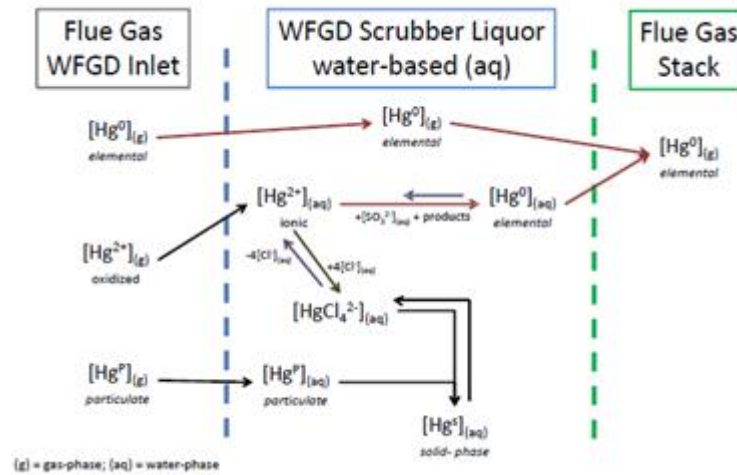 Flue Gas
WFGD Inlet
WFGD Scrubber Liquor
water-based (aq)
Flue Gas
Stack
[Hg⁰](g)
elemental
[Hg⁰](g)
elemental
[Hg⁰](g)
elemental
[Hg²⁺](g)
oxidized
[Hg²⁺](aq)
ionic
+[SO₃²⁻](aq) + products
[Hg⁰](aq)
elemental
-4[Cl⁻](aq)
+4[Cl⁻](aq)
[HgCl₄²⁻](aq)
[Hgᴾ](g)
particulate
[Hgᴾ](aq)
particulate
[Hgˢ](aq)
solid- phase
(g) = gas-phase; (aq) = water-phase